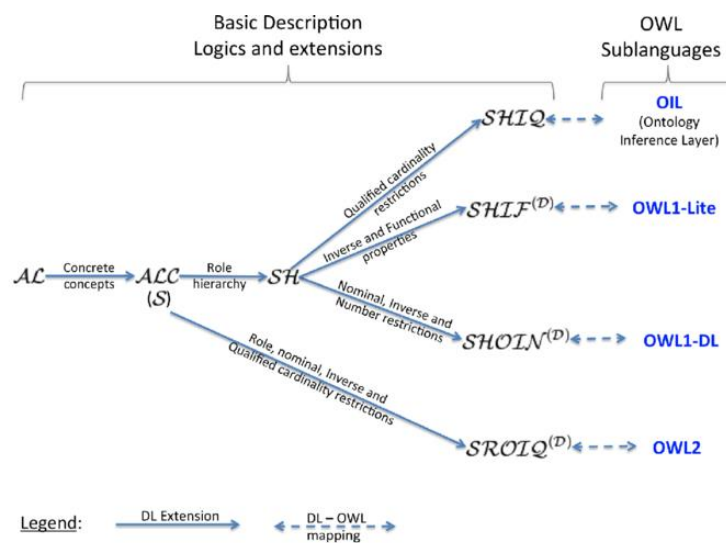 Basic Description
Logics and extensions
OWL
Sublanguages
SHIQ
OIL
(Ontology
Inference Layer)
Qualified cardinality
restrictions
SHIF(D)
OWL1-Lite
Inverse and Functional
properties
AL
Concrete
concepts
ALC
(S)
Role
hierarchy
SH
Nominal, Inverse and
Number restrictions
SHOIN(D)
OWL1-DL
Role, nominal, Inverse and
Qualified cardinality restrictions
SROIQ(D)
OWL2
Legend:
DL Extension
DL – OWL
mapping